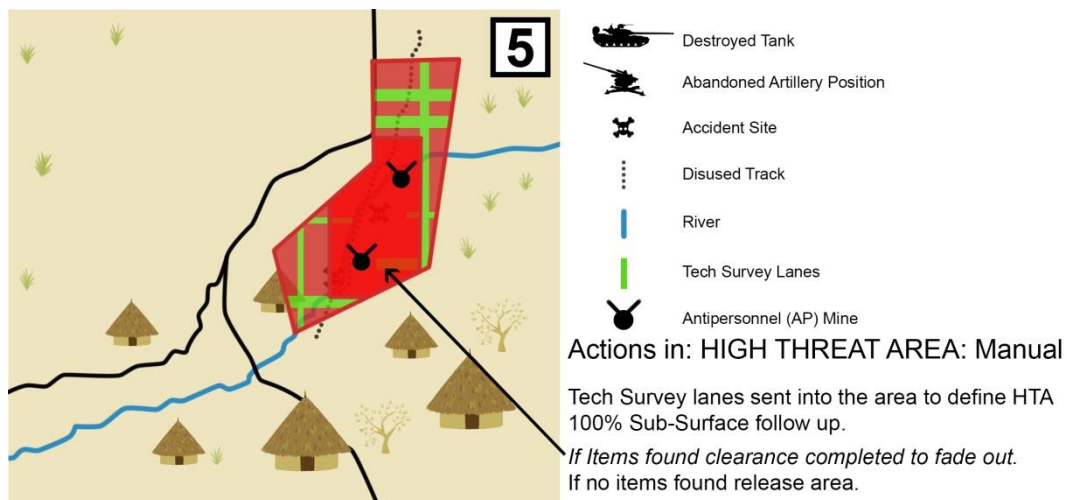 5
Destroyed Tank
Abandoned Artillery Position
Accident Site
Disused Track
River
Tech Survey Lanes
Antipersonnel (AP) Mine
Actions in: HIGH THREAT AREA: Manual
Tech Survey lanes sent into the area to define HTA
100% Sub-Surface follow up.
If Items found clearance completed to fade out.
If no items found release area.